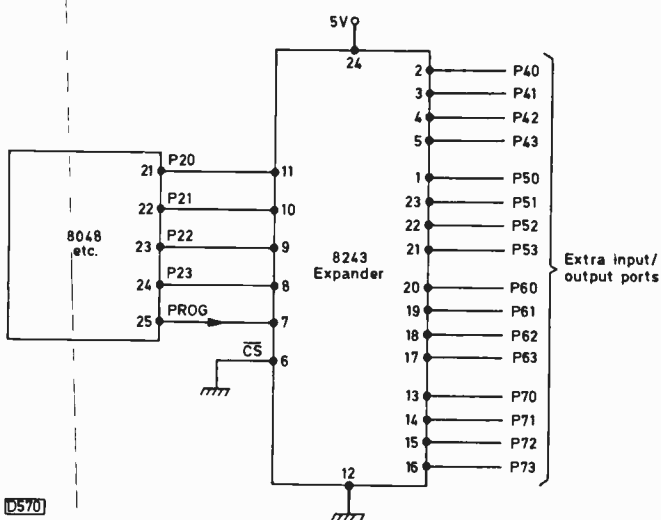 5V
24
2 P40
3 P41
4 P42
5 P43
1 P50
23 P51
22 P52
21 P53
20 P60
19 P61
18 P62
17 P63
13 P70
14 P71
15 P72
16 P73
Extra input/
output ports
8048
etc.
21 P20 11
22 P21 10
23 P22 9
24 P23 8
25 PROG 7
CS 6
8243
Expander
12
D570